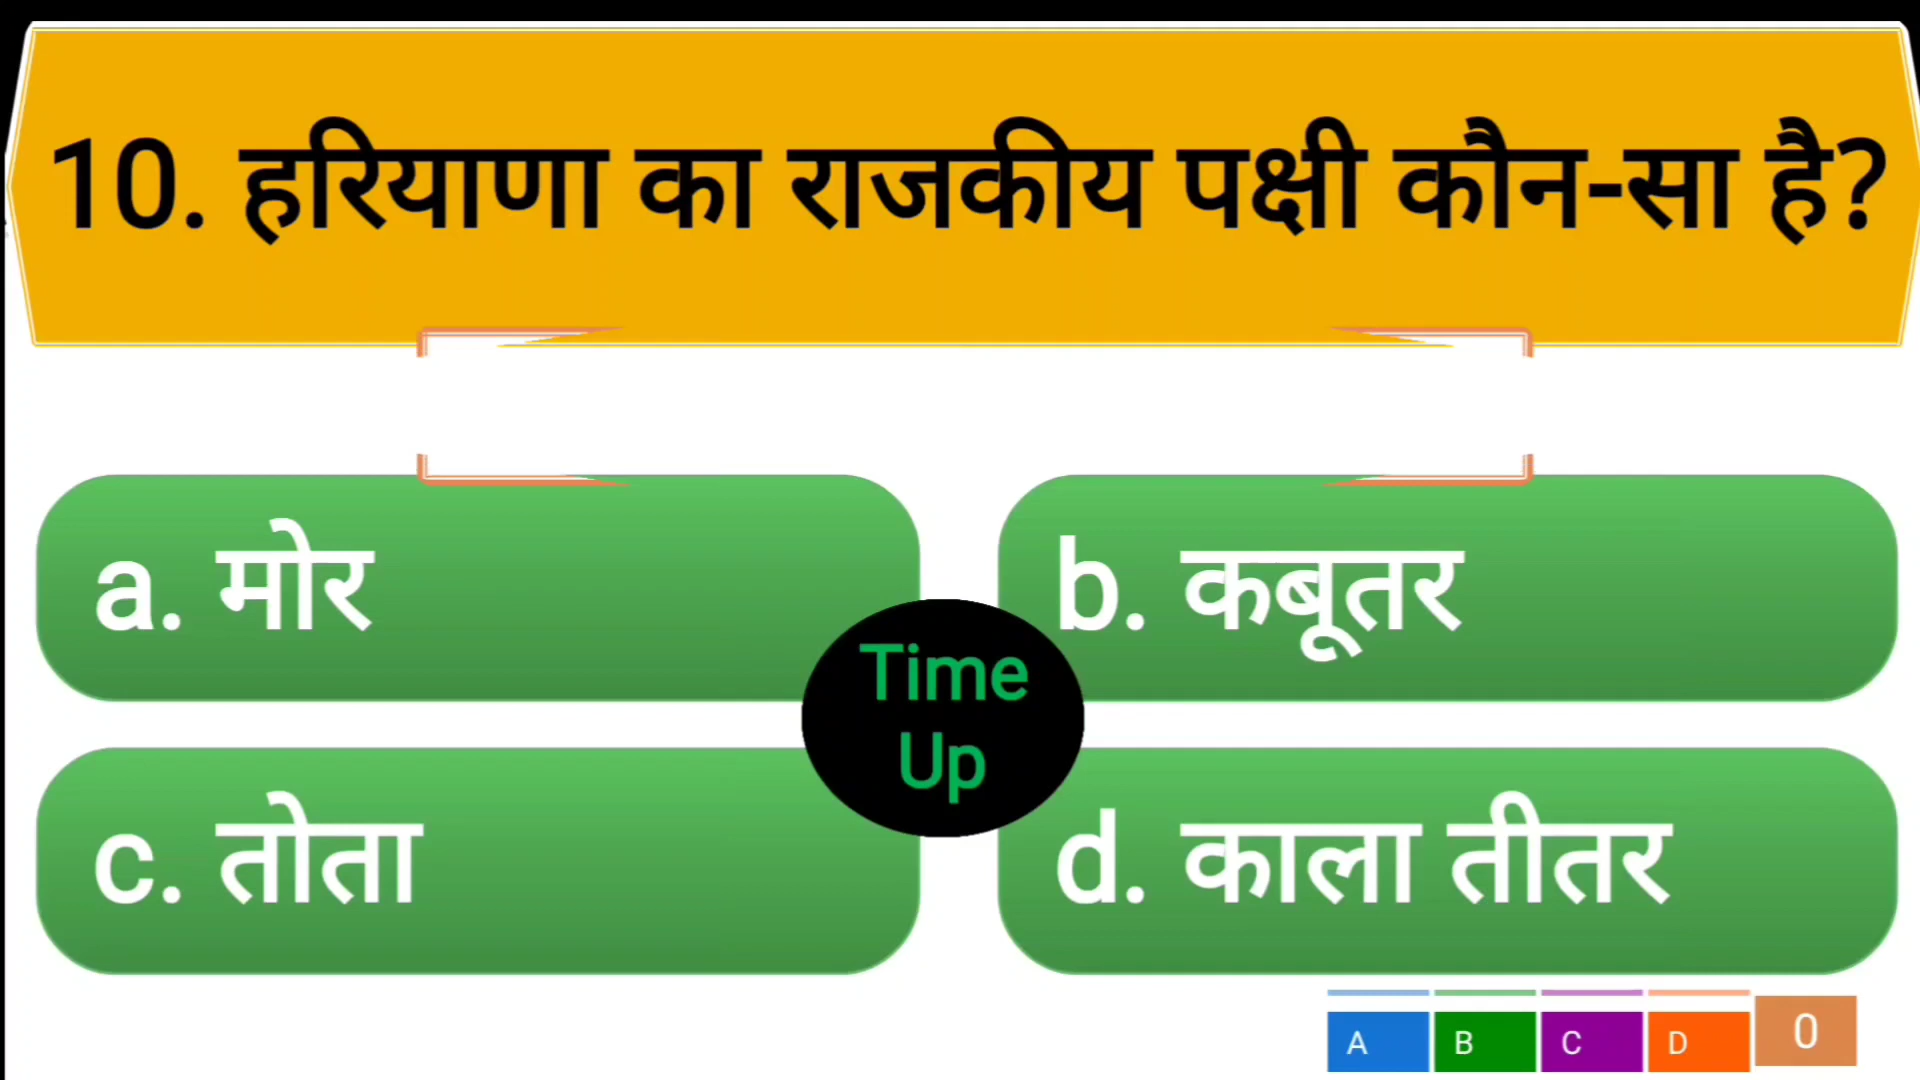 10. हरियाणा का राजकीय पक्षी कौन-सा है?
a. मोर
b. कबूतर
Time
Up
c. तोता
d. काला तीतर
A B C D 0